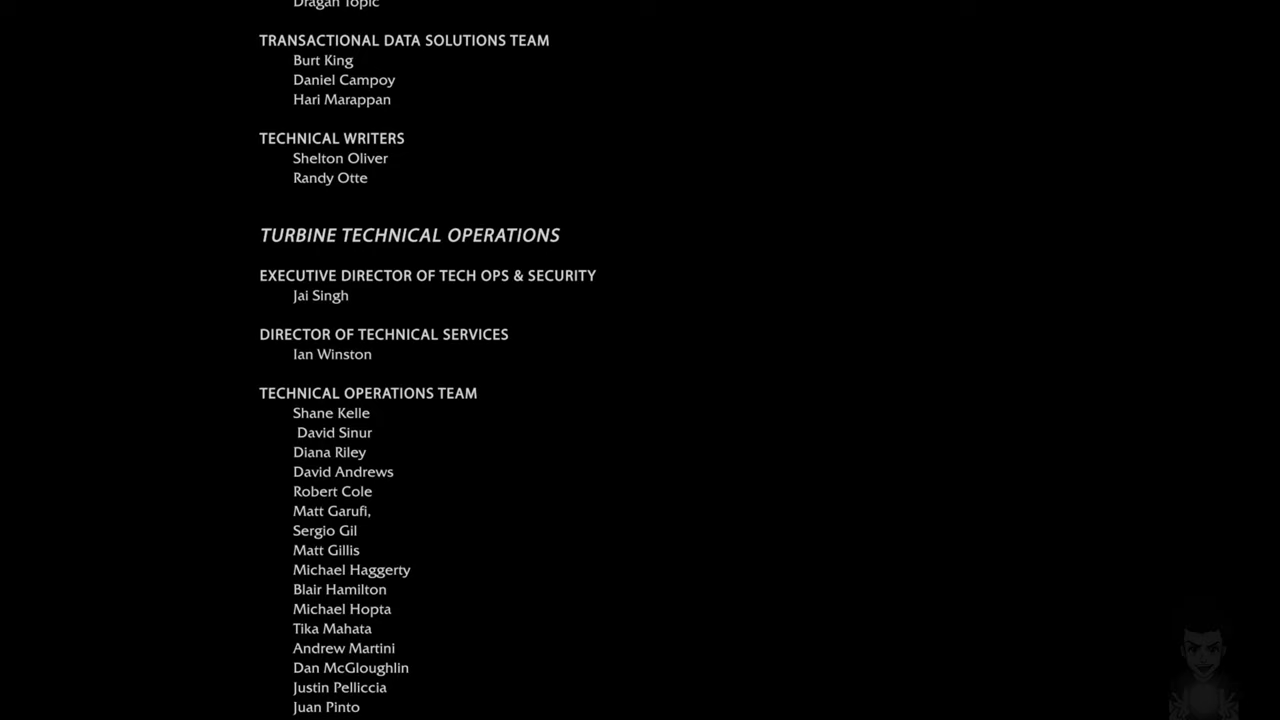 Dragan Topic
TRANSACTIONAL DATA SOLUTIONS TEAM
Burt King
Daniel Campoy
Hari Marappan
TECHNICAL WRITERS
Shelton Oliver
Randy Otte
TURBINE TECHNICAL OPERATIONS
EXECUTIVE DIRECTOR OF TECH OPS & SECURITY
Jai Singh
DIRECTOR OF TECHNICAL SERVICES
Ian Winston
TECHNICAL OPERATIONS TEAM
Shane Kelle
David Sinur
Diana Riley
David Andrews
Robert Cole
Matt Garufi,
Sergio Gil
Matt Gillis
Michael Haggerty
Blair Hamilton
Michael Hopta
Tika Mahata
Andrew Martini
Dan McGloughlin
Justin Pelliccia
Juan Pinto